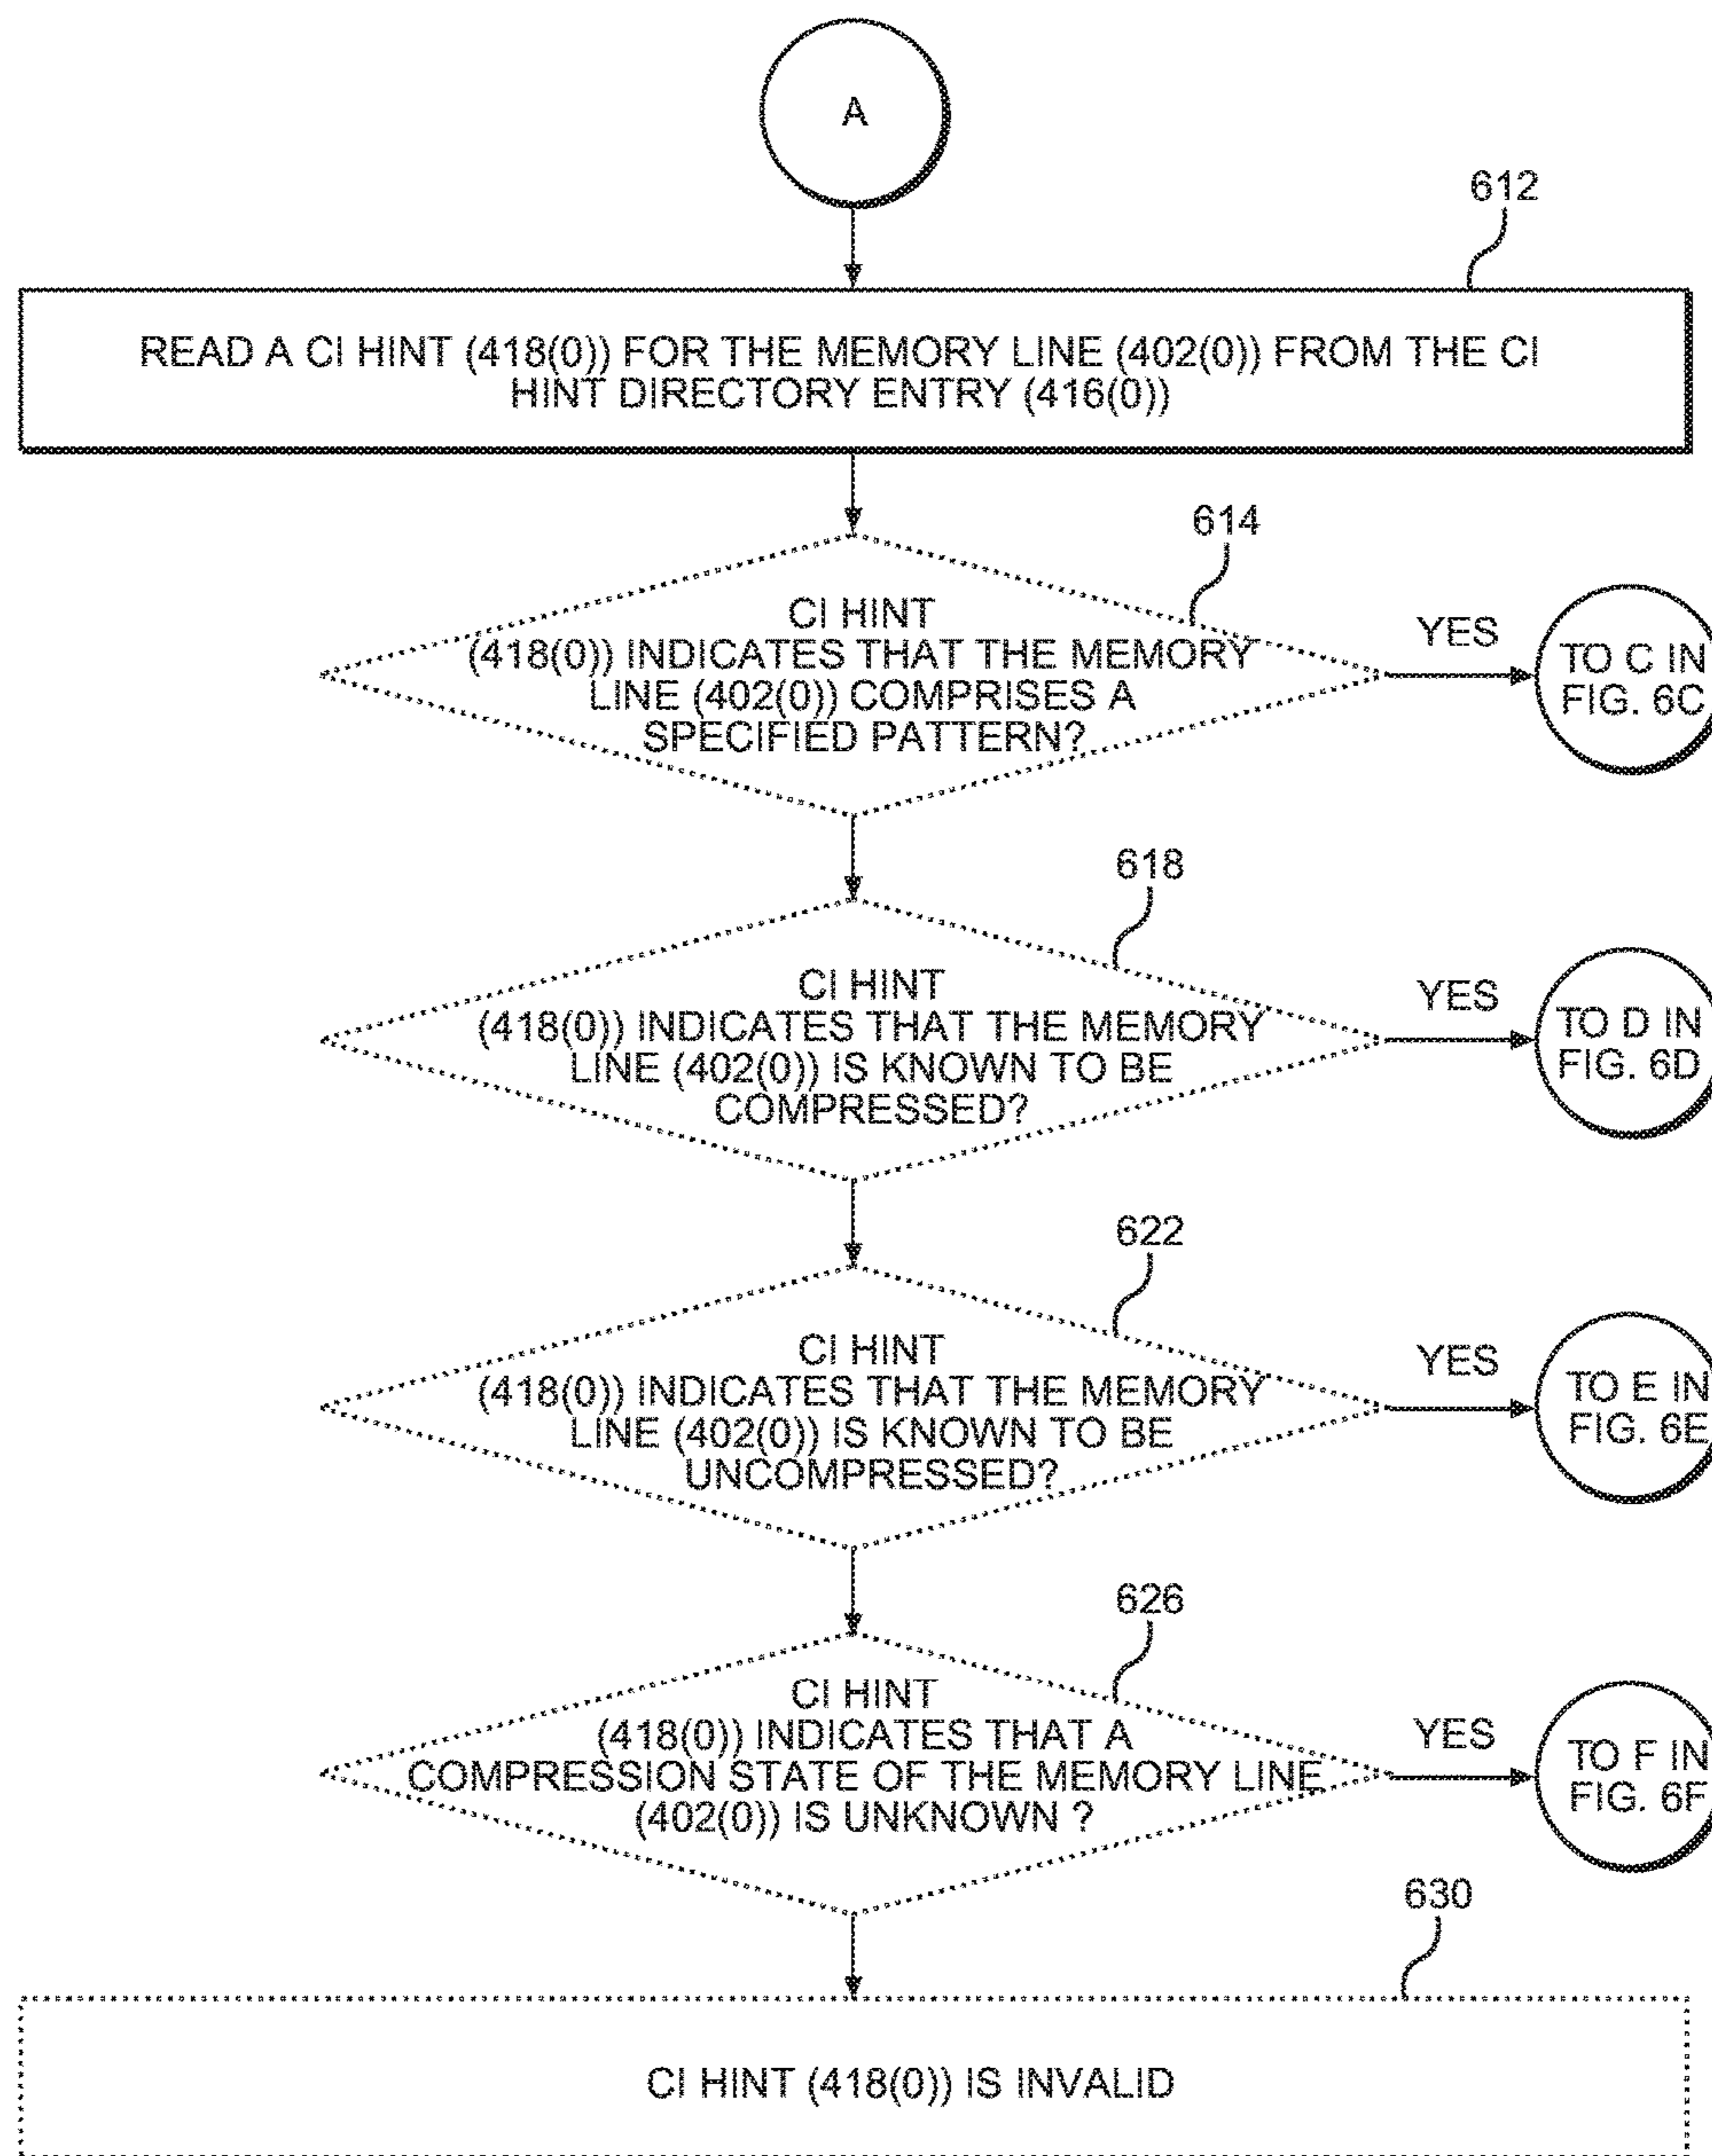 A
612
READ A CI HINT (418(0)) FOR THE MEMORY LINE (402(0)) FROM THE CI
HINT DIRECTORY ENTRY (416(0))
614
CI HINT
(418(0)) INDICATES THAT THE MEMORY
LINE (402(0)) COMPRISES A
SPECIFIED PATTERN?
YES
TO C IN
FIG. 6C
618
CI HINT
(418(0)) INDICATES THAT THE MEMORY
LINE (402(0)) IS KNOWN TO BE
COMPRESSED?
YES
TO D IN
FIG. 6D
622
CI HINT
(418(0)) INDICATES THAT THE MEMORY
LINE (402(0)) IS KNOWN TO BE
UNCOMPRESSED?
YES
TO E IN
FIG. 6E
626
CI HINT
(418(0)) INDICATES THAT A
COMPRESSION STATE OF THE MEMORY LINE
(402(0)) IS UNKNOWN ?
YES
TO F IN
FIG. 6F
630
CI HINT (418(0)) IS INVALID